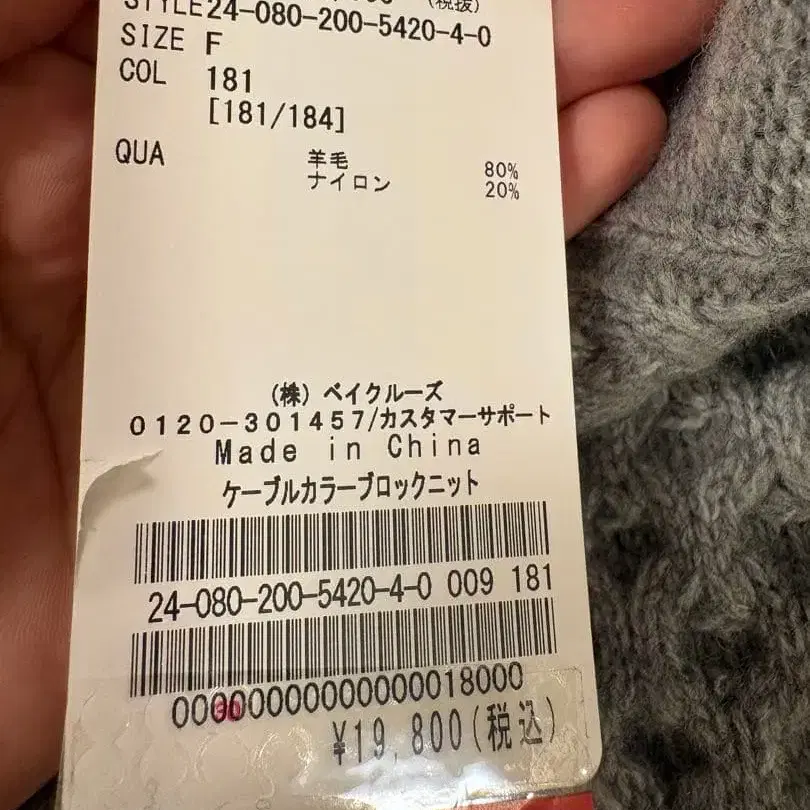 (税抜)
STYLE24-080-200-5420-4-0
SIZE F
COL 181
[181/184]
QUA 羊毛 80%
ナイロン 20%
(株) ベイクルーズ
0120-301457/カスタマーサポート
Made in China
ケーブルカラーブロックニット
24-080-200-5420-4-0 009 181
¥19,800(税込)